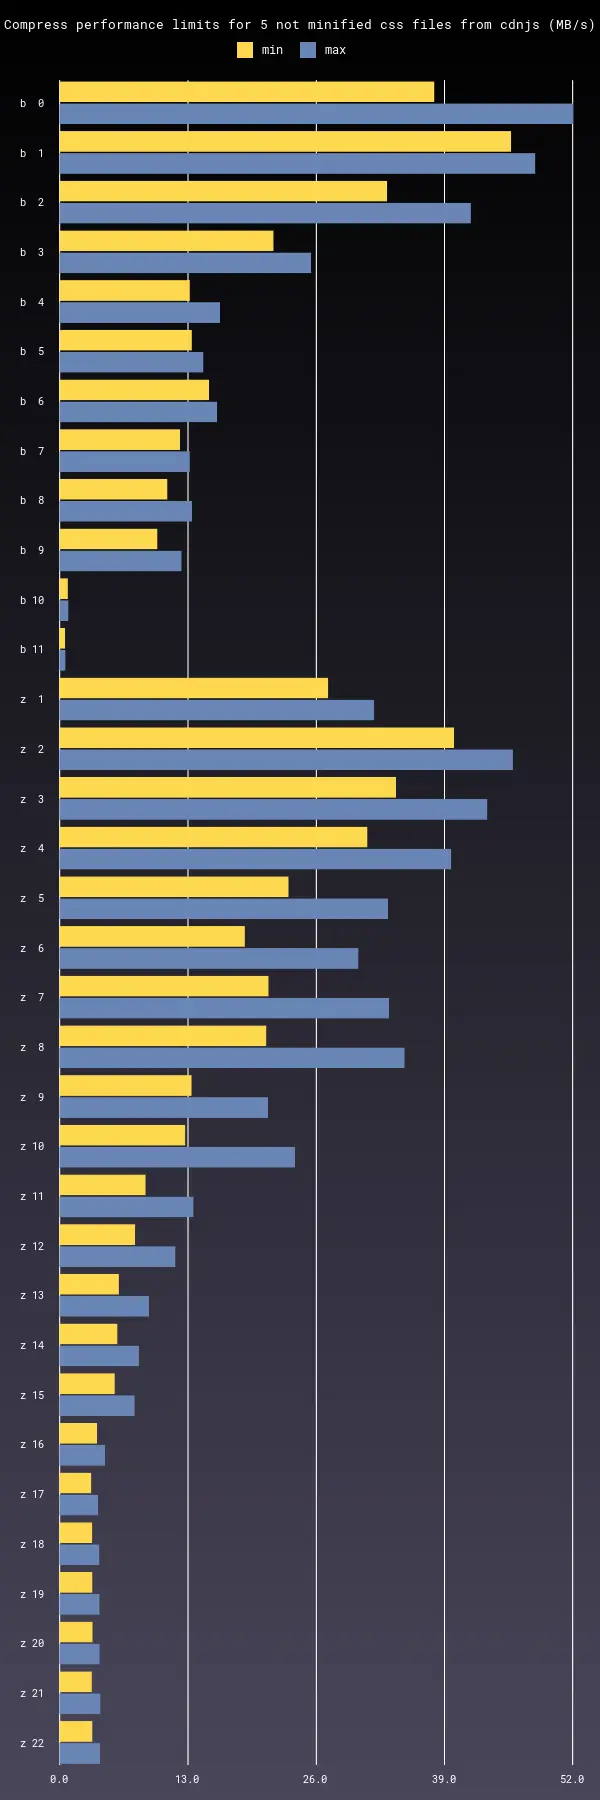 Compress performance limits for 5 not minified css files from cdnjs (MB/s)
min max
b 0
b 1
b 2
b 3
b 4
b 5
b 6
b 7
b 8
b 9
b 10
b 11
z 1
z 2
z 3
z 4
z 5
z 6
z 7
z 8
z 9
z 10
z 11
z 12
z 13
z 14
z 15
z 16
z 17
z 18
z 19
z 20
z 21
z 22
0.0 13.0 26.0 39.0 52.0